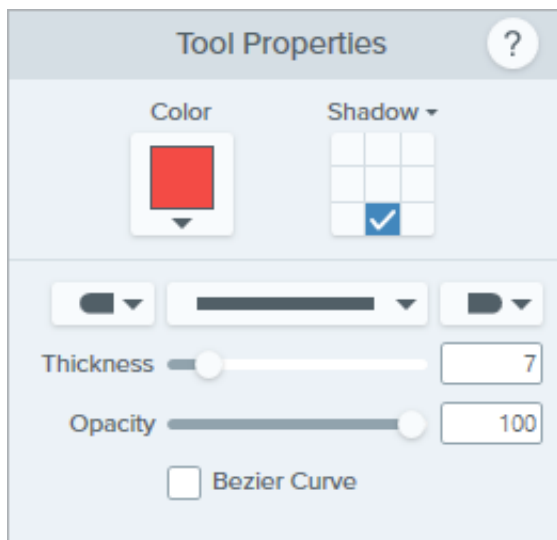 Tool Properties ?
Color Shadow
Thickness 7
Opacity 100
Bezier Curve